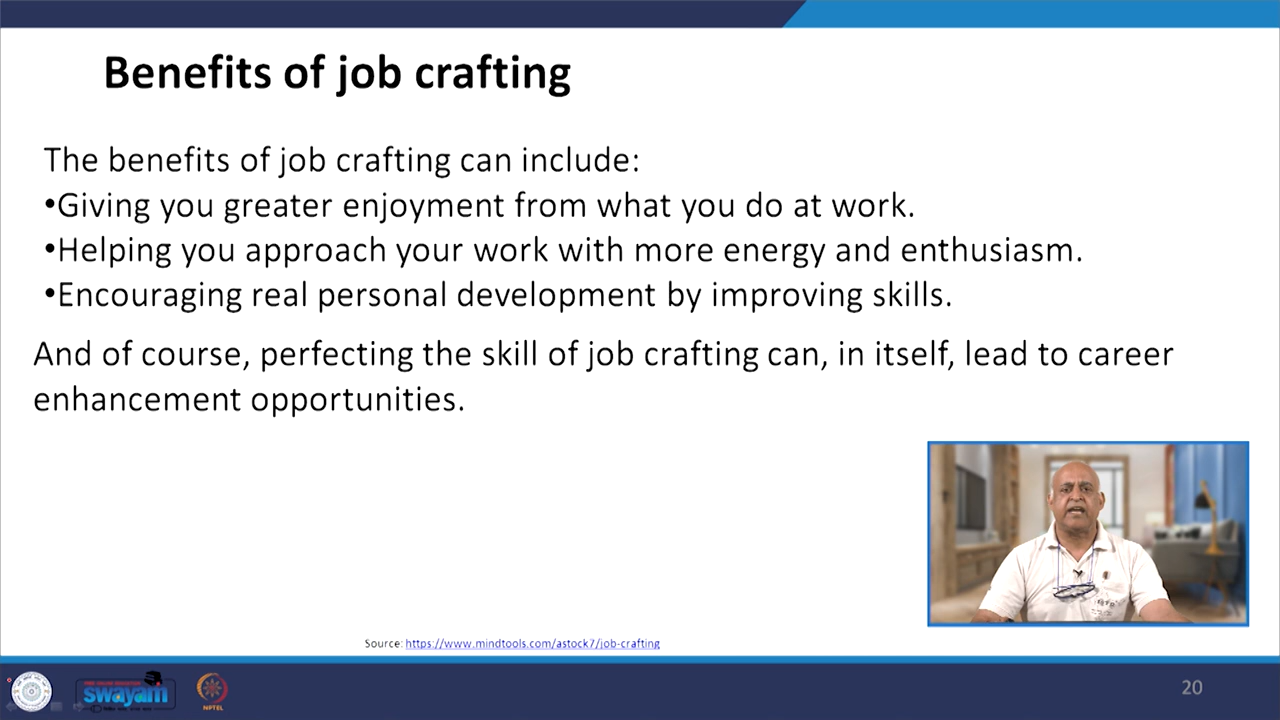 Benefits of job crafting
The benefits of job crafting can include:
•Giving you greater enjoyment from what you do at work.
•Helping you approach your work with more energy and enthusiasm.
•Encouraging real personal development by improving skills.
And of course, perfecting the skill of job crafting can, in itself, lead to career
enhancement opportunities.
Source: https://www.mindtools.com/astock7/job-crafting
swayam
NPTEL
20